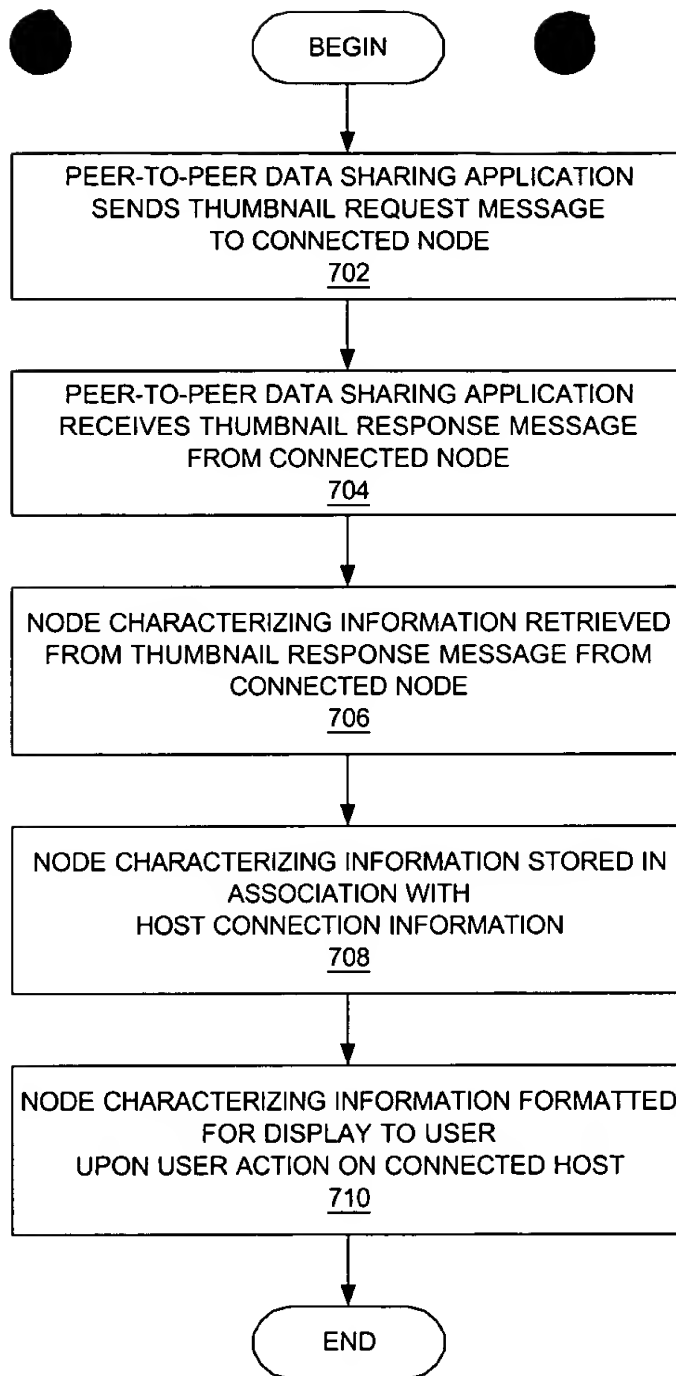 BEGIN
PEER-TO-PEER DATA SHARING APPLICATION
SENDS THUMBNAIL REQUEST MESSAGE
TO CONNECTED NODE
702
PEER-TO-PEER DATA SHARING APPLICATION
RECEIVES THUMBNAIL RESPONSE MESSAGE
FROM CONNECTED NODE
704
NODE CHARACTERIZING INFORMATION RETRIEVED
FROM THUMBNAIL RESPONSE MESSAGE FROM
CONNECTED NODE
706
NODE CHARACTERIZING INFORMATION STORED IN
ASSOCIATION WITH
HOST CONNECTION INFORMATION
708
NODE CHARACTERIZING INFORMATION FORMATTED
FOR DISPLAY TO USER
UPON USER ACTION ON CONNECTED HOST
710
END